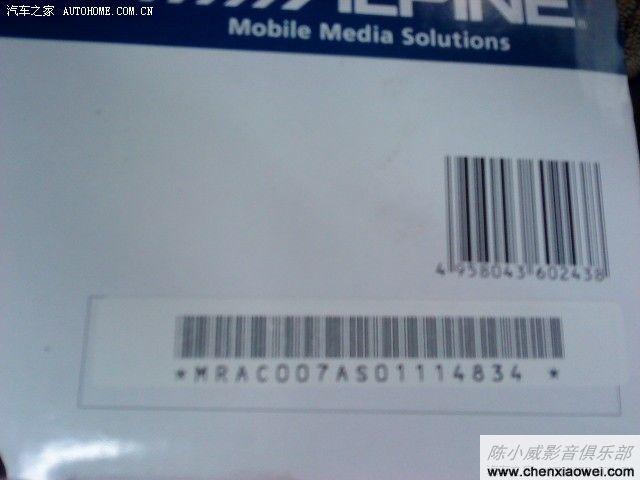 汽车之家 AUTOHOME.COM.CN
ALPINE
Mobile Media Solutions
4 958043 602438
*MRAC007AS01114834 *
陈小威影音俱乐部
www.chenxiaowei.com